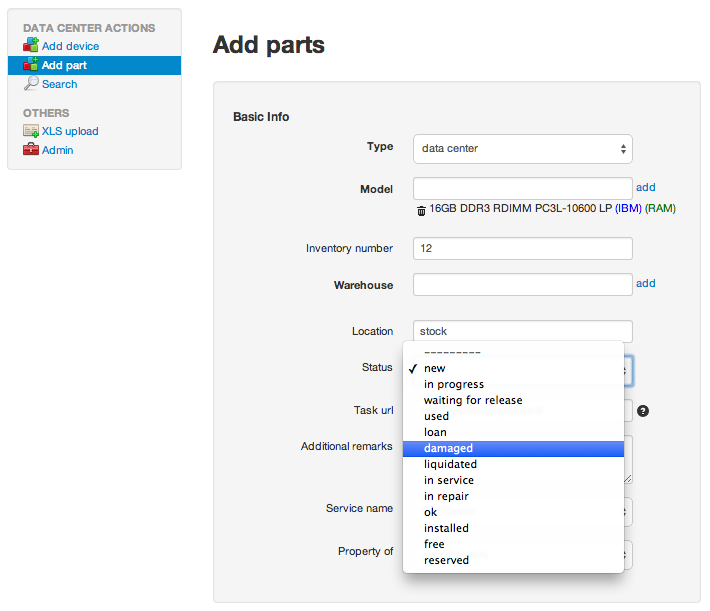 DATA CENTER ACTIONS
Add device
Add part
Search
OTHERS
XLS upload
Admin
Add parts
Basic Info
Type data center
Model add
16GB DDR3 RDIMM PC3L-10600 LP (IBM) (RAM)
Inventory number 12
Warehouse add
Location stock
Status
---------
✓ new
in progress
waiting for release
used
loan
damaged
liquidated
in service
in repair
ok
installed
free
reserved
Task url ?
Additional remarks
Service name
Property of